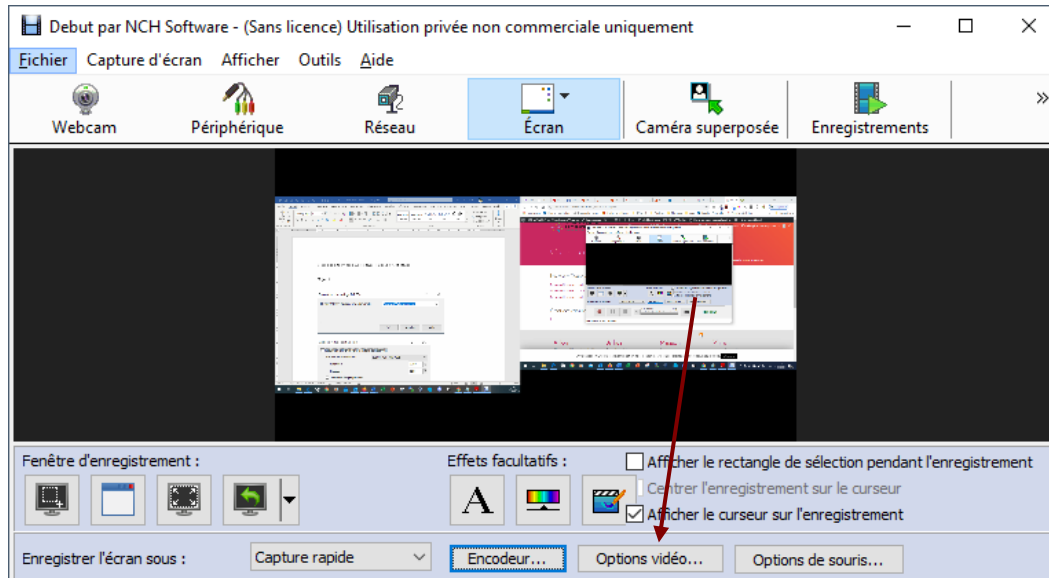 Debut par NCH Software - (Sans licence) Utilisation privée non commerciale uniquement
Fichier Capture d'écran Afficher Outils Aide
Webcam Périphérique Réseau Écran Caméra superposée Enregistrements
Fenêtre d'enregistrement : Effets facultatifs : Afficher le rectangle de sélection pendant l'enregistrement
Centrer l'enregistrement sur le curseur
A
Afficher le curseur sur l'enregistrement
Enregistrer l'écran sous : Capture rapide Encodeur... Options vidéo... Options de souris...